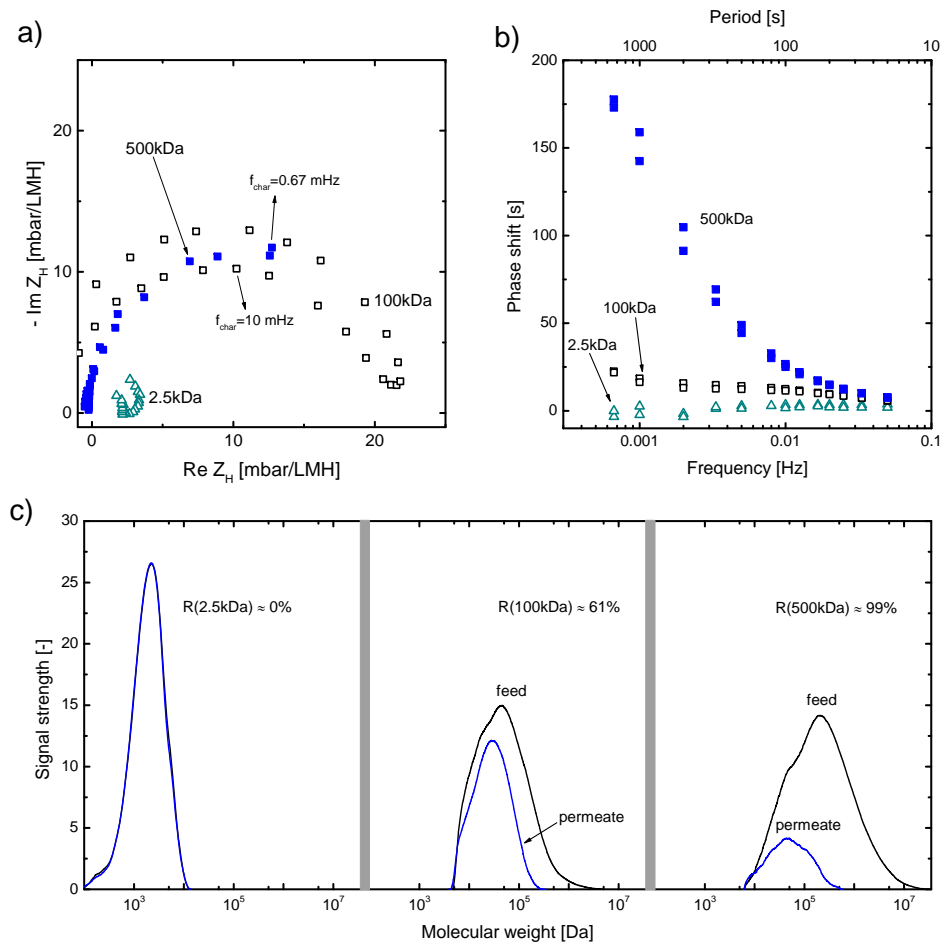 a)
20
10
0
0
10
20
- Im Z_H [mbar/LMH]
Re Z_H [mbar/LMH]
500kDa
f_char=0.67 mHz
f_char=10 mHz
100kDa
2.5kDa
b)
Period [s]
1000
100
10
200
150
100
50
0
Phase shift [s]
500kDa
100kDa
2.5kDa
0.001
0.01
0.1
Frequency [Hz]
c)
30
25
20
15
10
5
0
Signal strength [-]
R(2.5kDa) ≈ 0%
R(100kDa) ≈ 61%
R(500kDa) ≈ 99%
feed
permeate
feed
permeate
10^3
10^5
10^7
10^3
10^5
10^7
10^3
10^5
10^7
Molecular weight [Da]